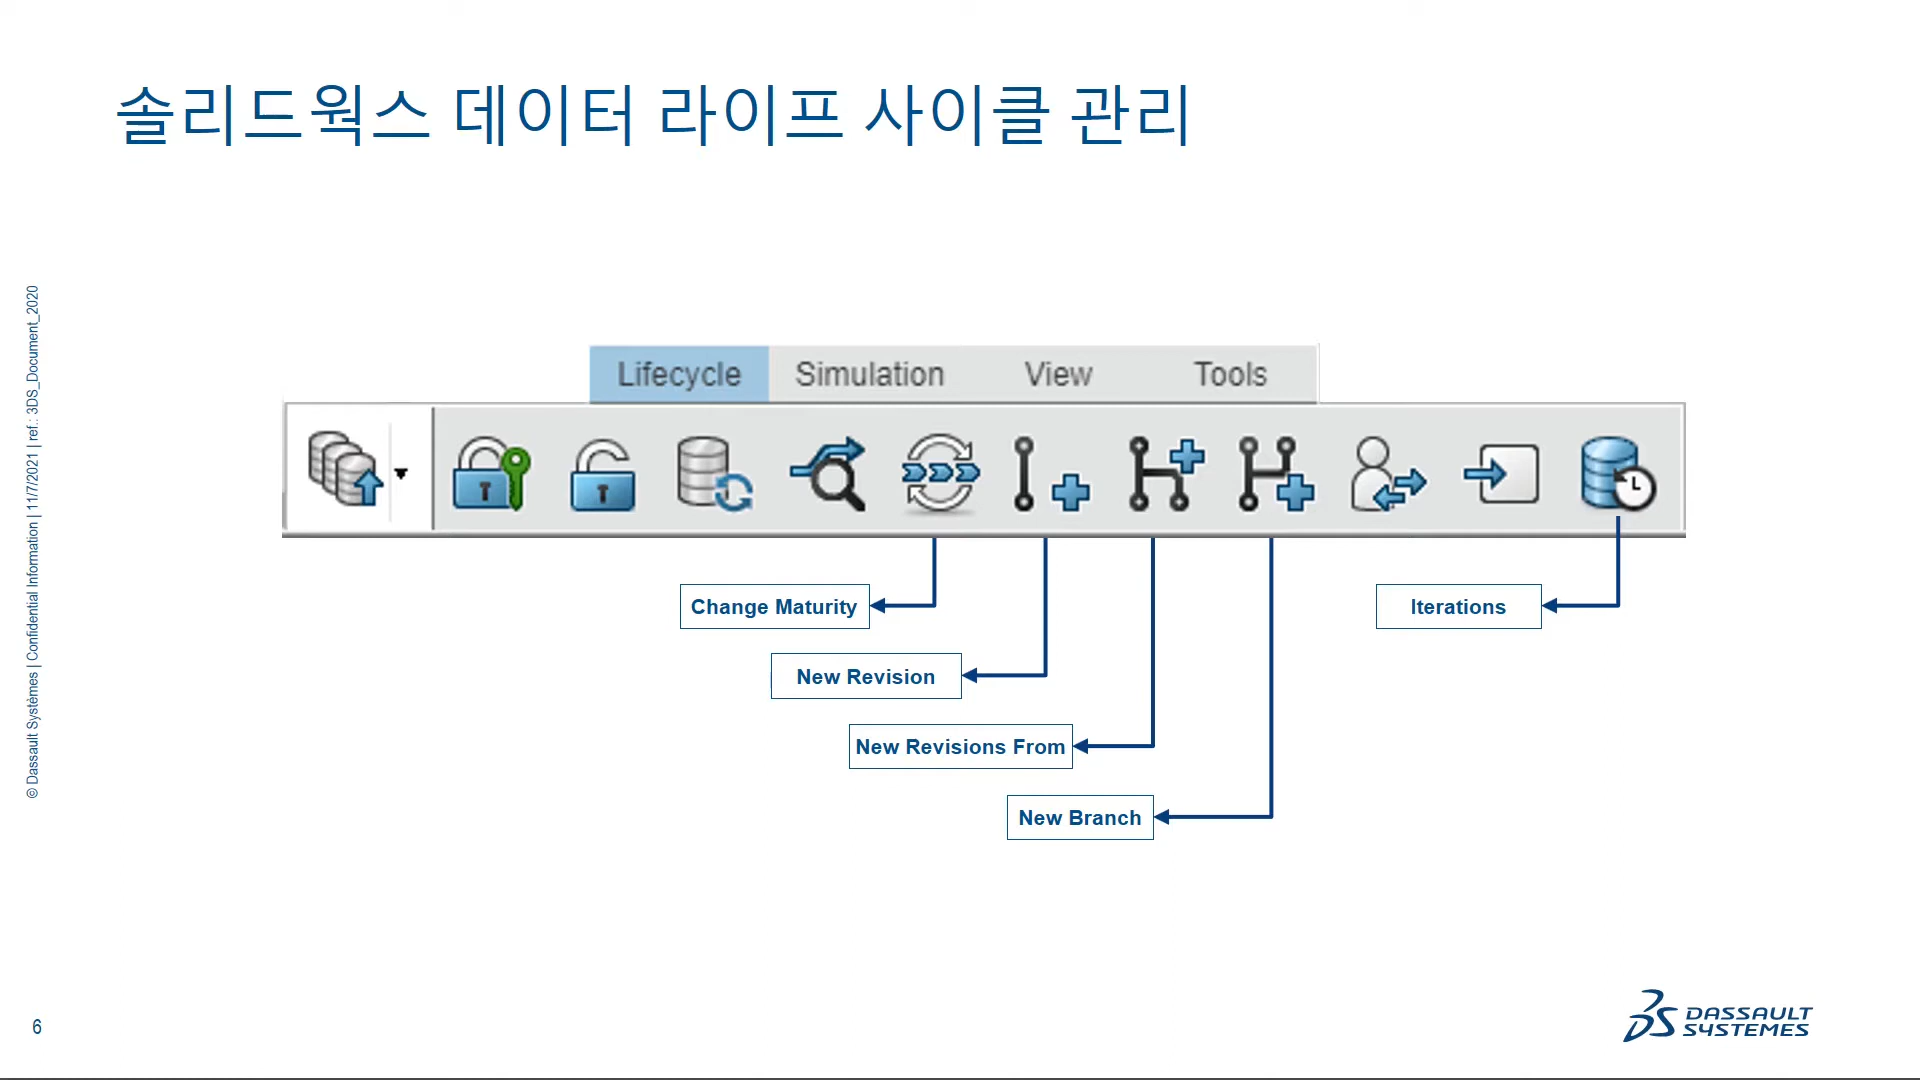 솔리드웍스 데이터 라이프 사이클 관리
© Dassault Systèmes | Confidential Information | 11/7/2021 | ref.: 3DS_Document_2020
Lifecycle Simulation View Tools
Change Maturity
Iterations
New Revision
New Revisions From
New Branch
6
3DS DASSAULT
SYSTEMES